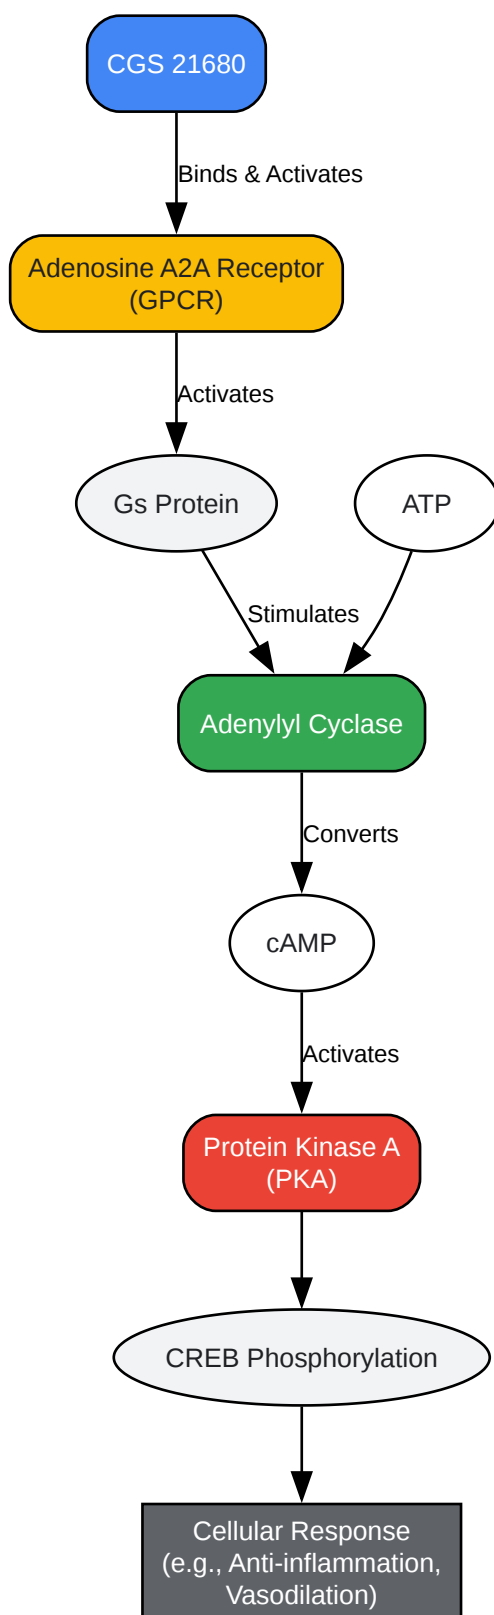 CGS 21680
Binds & Activates
Adenosine A2A Receptor
(GPCR)
Activates
Gs Protein
ATP
Stimulates
Adenylyl Cyclase
Converts
cAMP
Activates
Protein Kinase A
(PKA)
CREB Phosphorylation
Cellular Response
(e.g., Anti-inflammation,
Vasodilation)